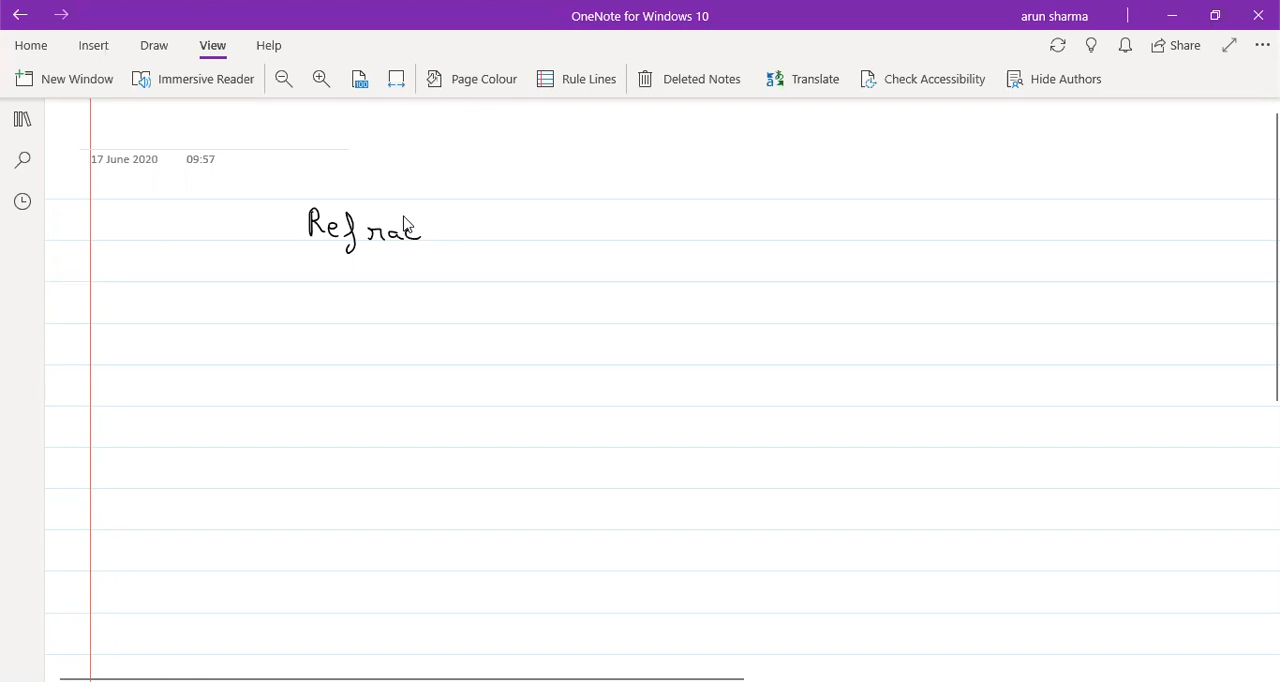 OneNote for Windows 10
arun sharma
Home Insert Draw View Help
Share
New Window Immersive Reader Page Colour Rule Lines Deleted Notes Translate Check Accessibility Hide Authors
17 June 2020 09:57
Refrac